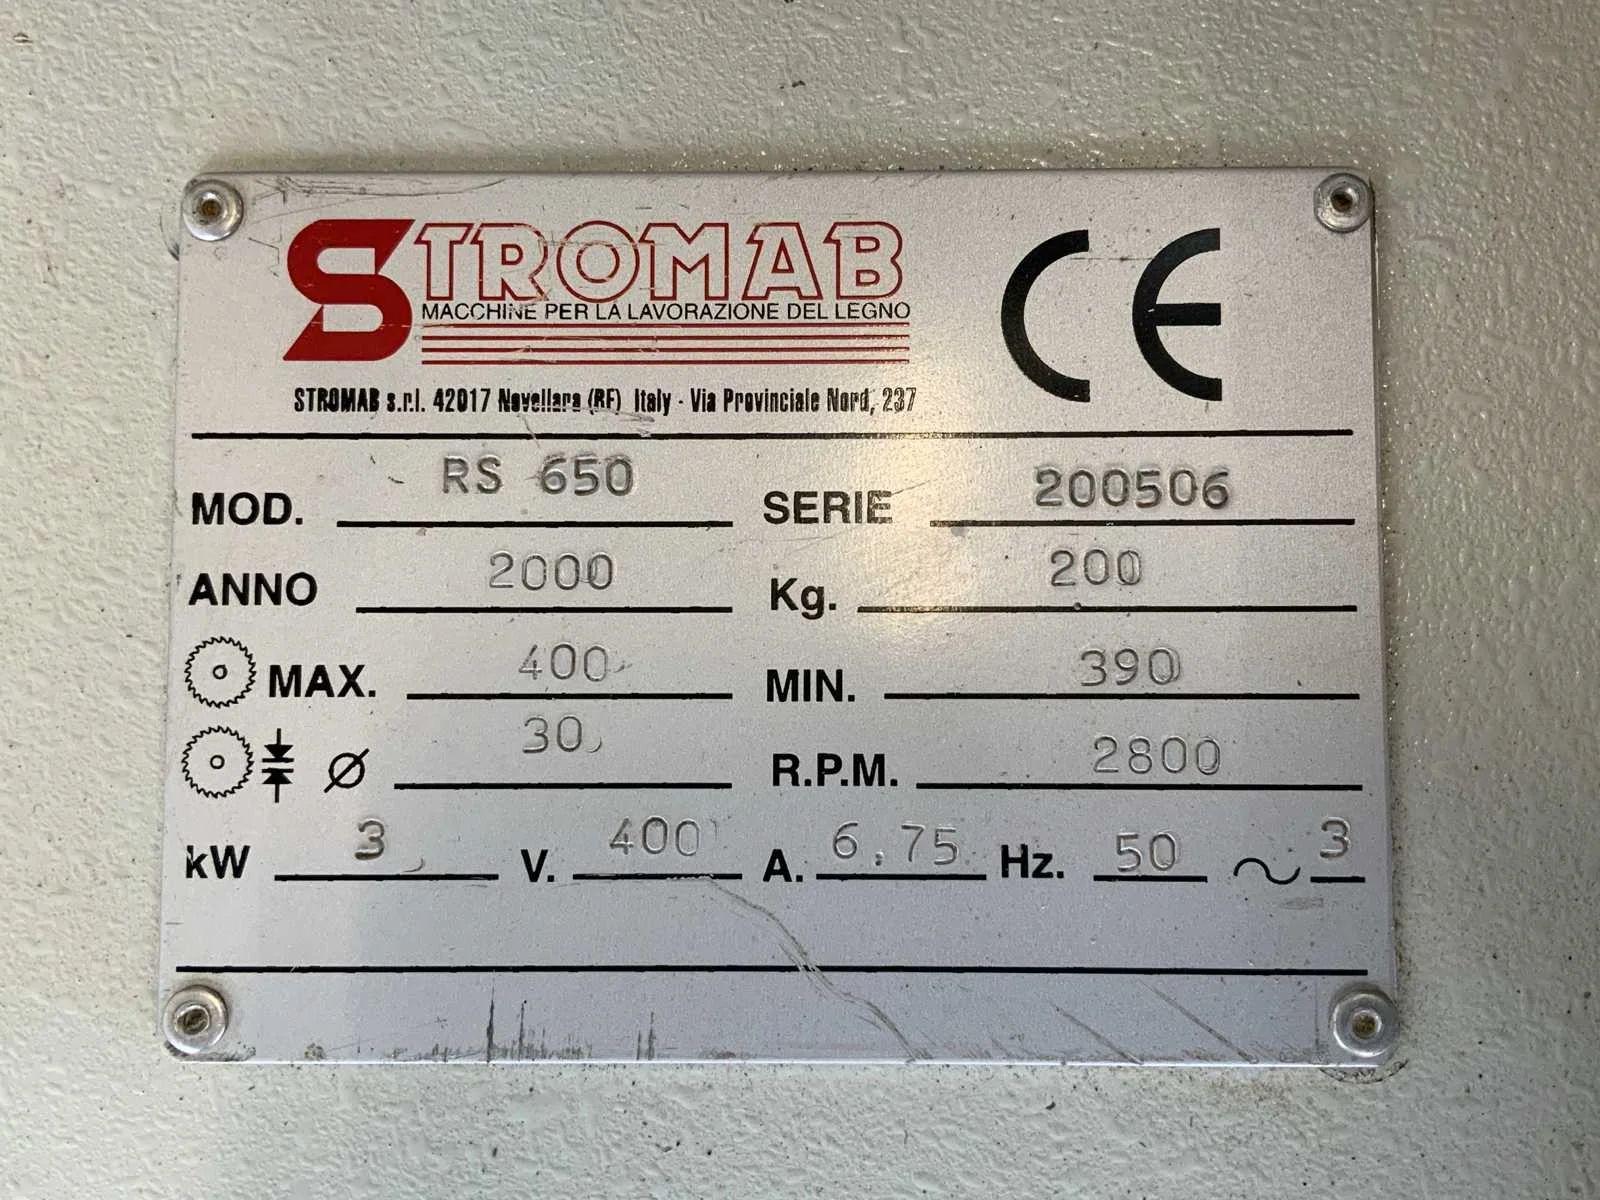 STROMAB
MACCHINE PER LA LAVORAZIONE DEL LEGNO
CE
STROMAB s.r.l. 42017 Novellara (RE) Italy - Via Provinciale Nord, 237
MOD. RS 650 SERIE 200506
ANNO 2000 Kg. 200
MAX. 400 MIN. 390
Ø 30 R.P.M. 2800
kW 3 V. 400 A. 6.75 Hz. 50 ~ 3